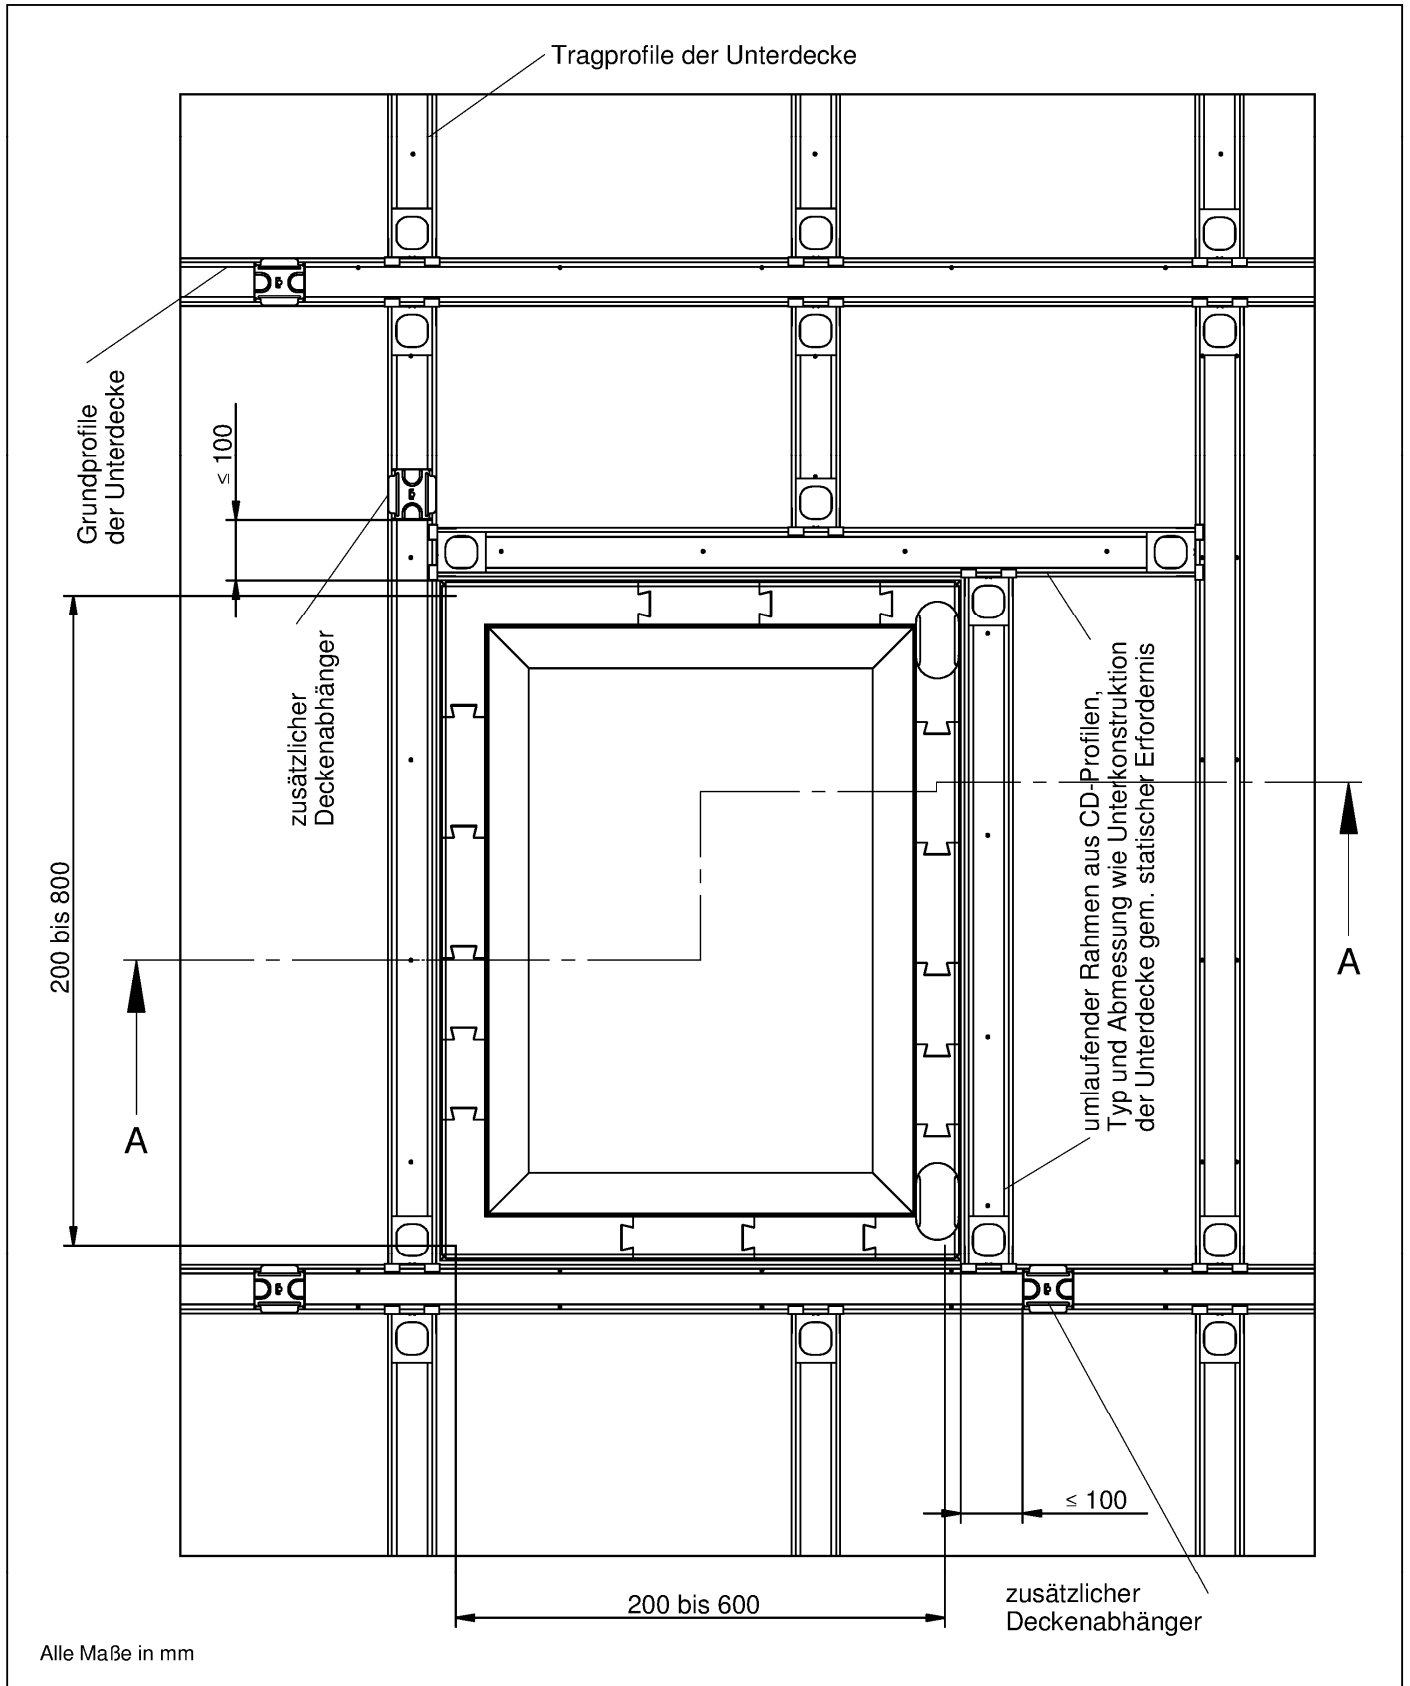 Tragprofile der Unterdecke
Grundprofile
der Unterdecke
≤ 100
zusätzlicher
Deckenabhänger
200 bis 800
umlaufender Rahmen aus CD-Profilen,
Typ und Abmessung wie Unterkonstruktion
der Unterdecke gem. statischer Erfordernis
A
A
≤ 100
200 bis 600
zusätzlicher
Deckenabhänger
Alle Maße in mm